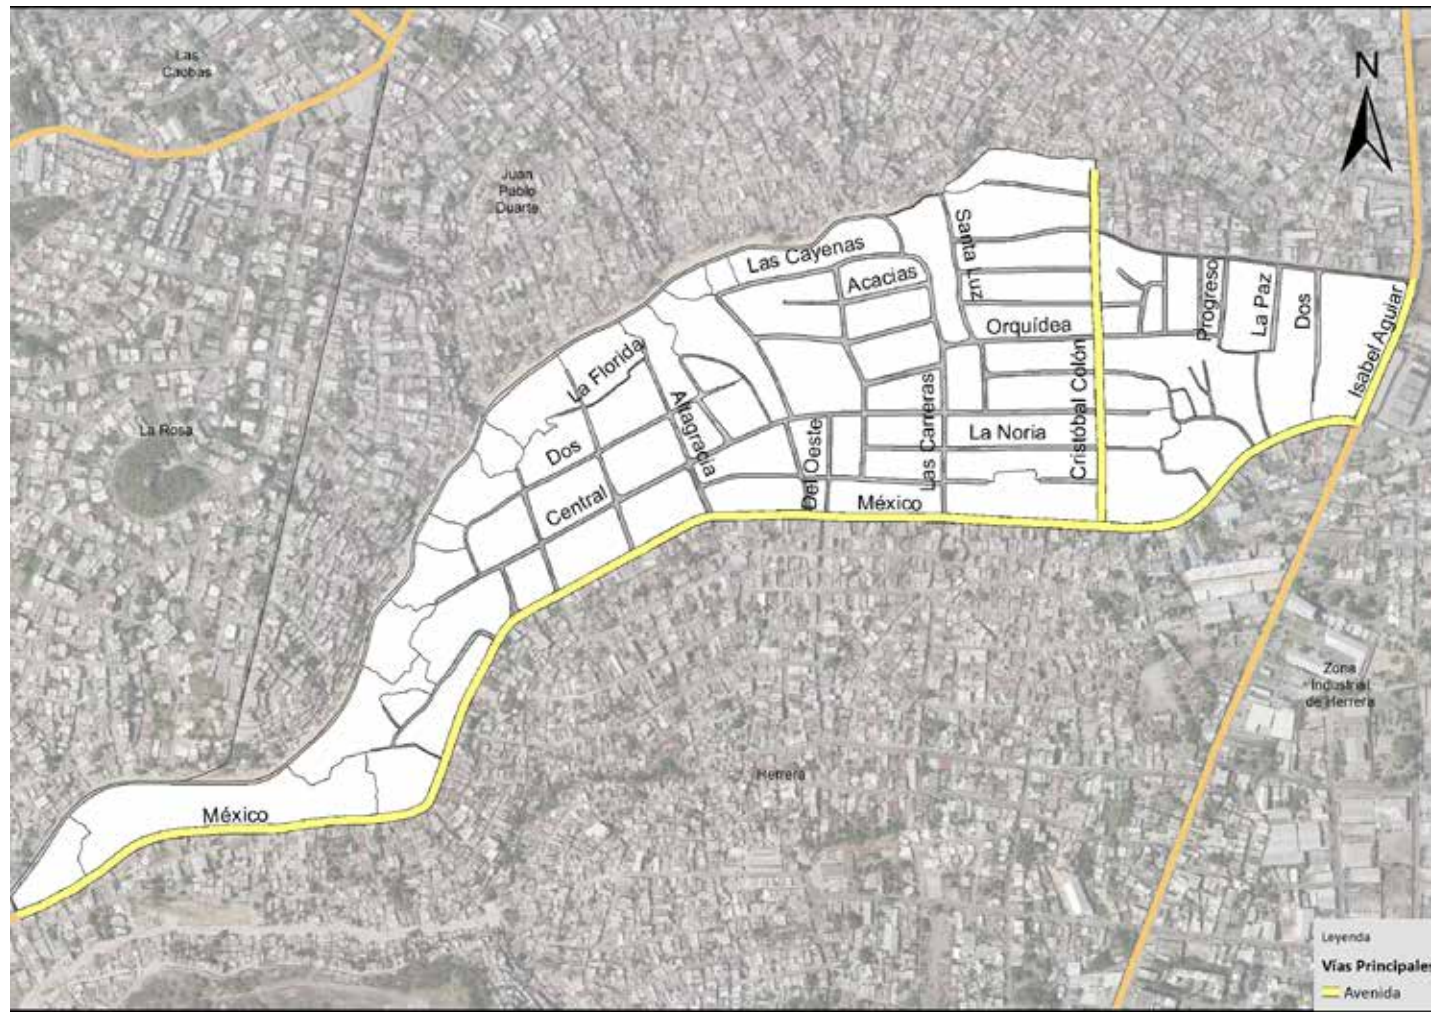 N
Las
Caobas
Juan
Pablo
Duarte
La Rosa
Herrera
Zona
Industrial
de Herrera
Las Cayenas
Acacias
Santa Luz
Orquídea
Progreso
La Paz
Dos
Isabel Aguiar
La Florida
Altagracia
Dos
Central
Del Oeste
Las Carreras
La Noria
Cristóbal Colón
México
México
Leyenda
Vías Principales
Avenida